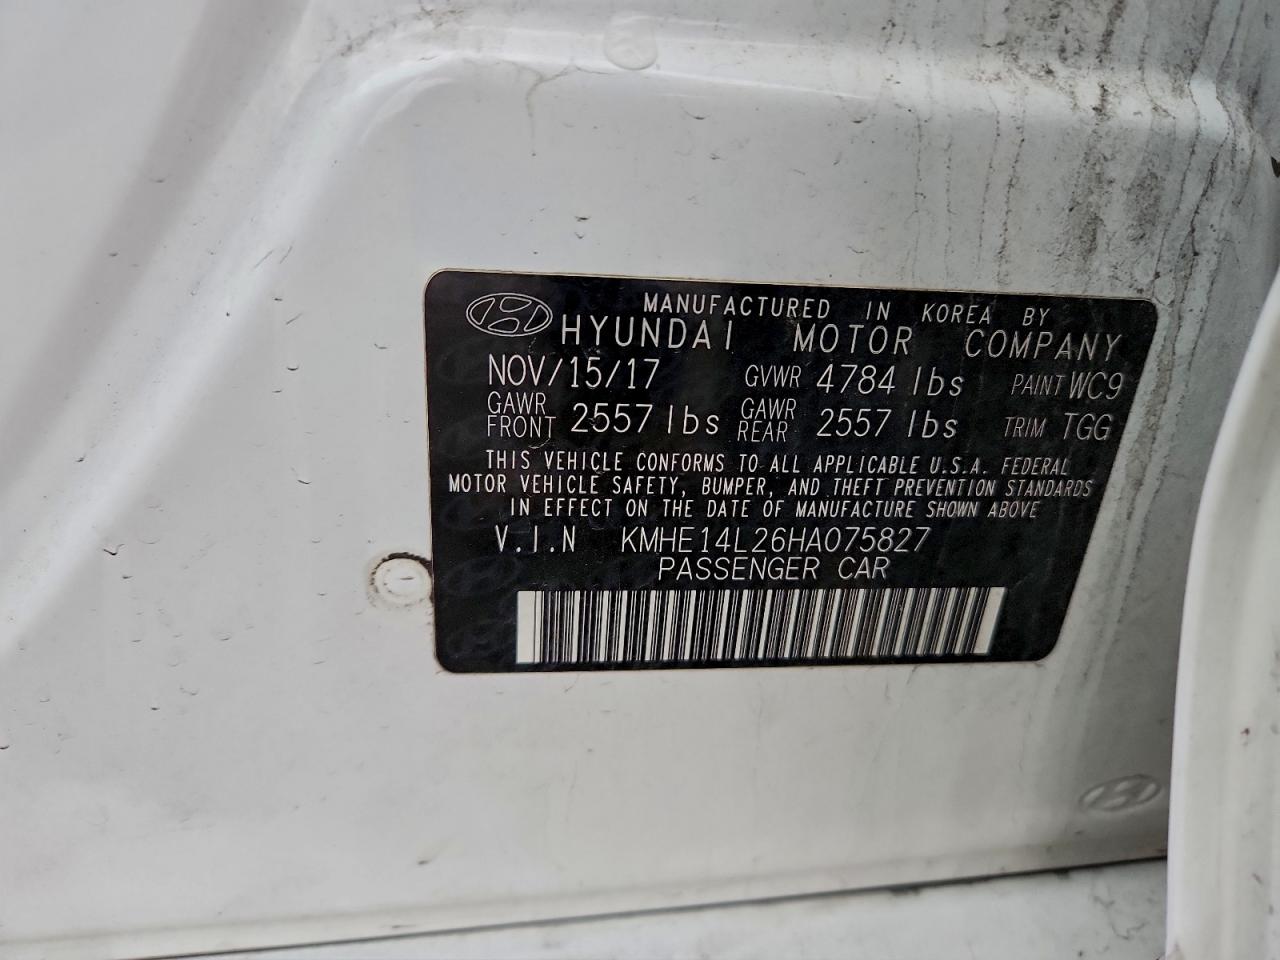 MANUFACTURED IN KOREA BY
HYUNDAI MOTOR COMPANY
NOV/15/17 GVWR 4784 lbs PAINT WC9
GAWR FRONT 2557 lbs GAWR REAR 2557 lbs TRIM TGG
THIS VEHICLE CONFORMS TO ALL APPLICABLE U.S.A. FEDERAL
MOTOR VEHICLE SAFETY, BUMPER, AND THEFT PREVENTION STANDARDS
IN EFFECT ON THE DATE OF MANUFACTURE SHOWN ABOVE
V.I.N KMHE14L26HA075827
PASSENGER CAR